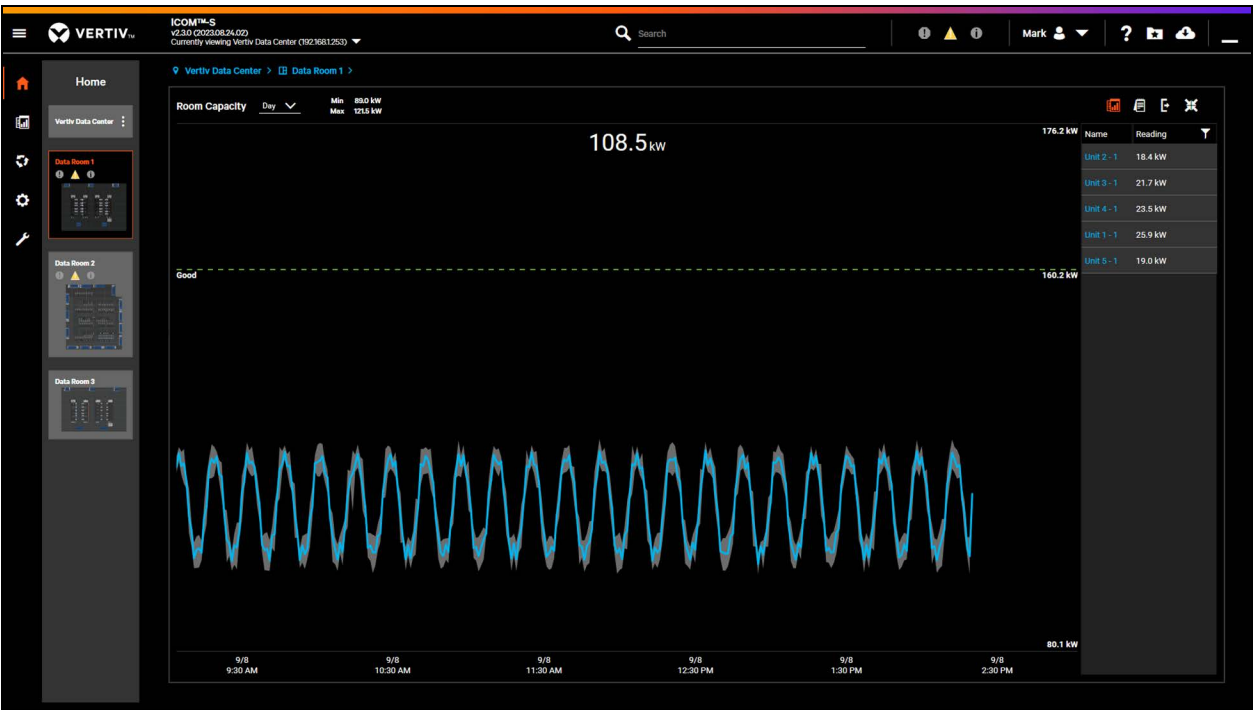 VERTIV™
ICOM™-S
v2.3.0 (2023.08.24.02)
Currently viewing Vertiv Data Center (192.168.1.253)
Search
Mark
?
Home
Vertiv Data Center
Data Room 1
Data Room 2
Data Room 3
Vertiv Data Center > Data Room 1 >
Room Capacity Day Min 89.0 kW
Max 121.5 kW
108.5 kW
176.2 kW
Good
160.2 kW
80.1 kW
9/8 9/8 9/8 9/8 9/8 9/8
9:30 AM 10:30 AM 11:30 AM 12:30 PM 1:30 PM 2:30 PM
Name Reading
Unit 2 - 1 18.4 kW
Unit 3 - 1 21.7 kW
Unit 4 - 1 23.5 kW
Unit 1 - 1 25.9 kW
Unit 5 - 1 19.0 kW